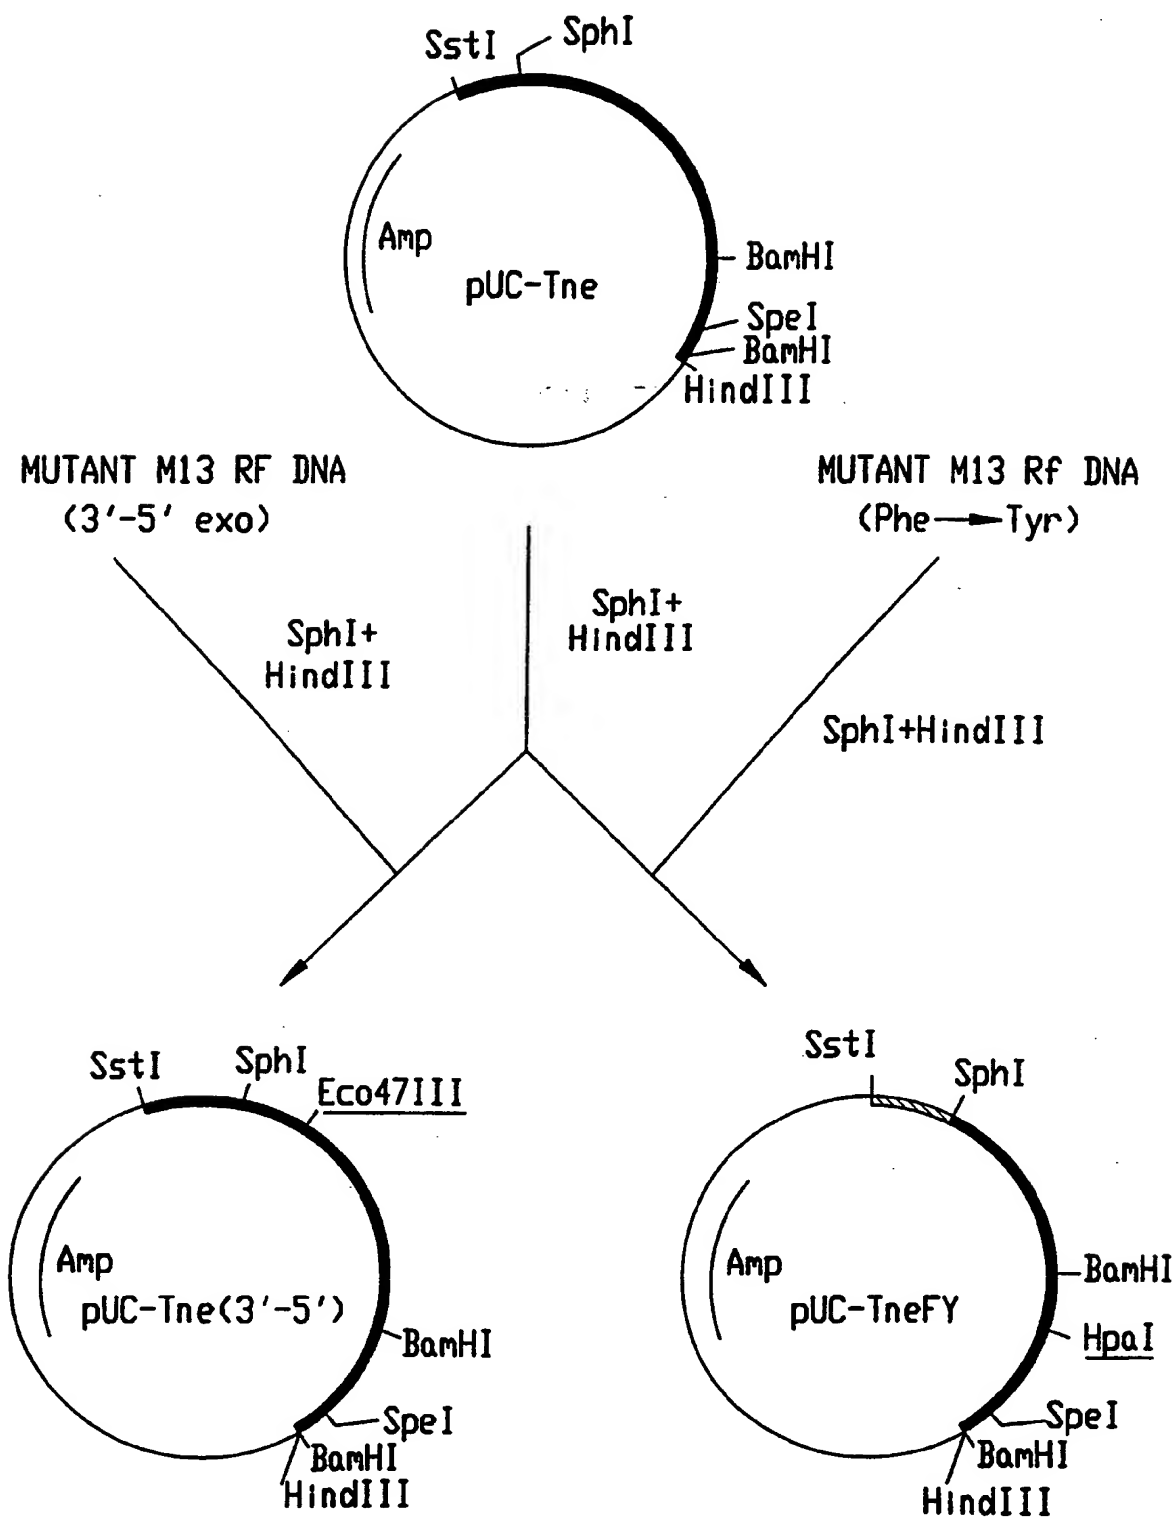 SstI
SphI
Amp
pUC-Tne
BamHI
SpeI
BamHI
HindIII
MUTANT M13 RF DNA
(3'-5' exo)
MUTANT M13 Rf DNA
(Phe→Tyr)
SphI+
HindIII
SphI+
HindIII
SphI+HindIII
SstI
SphI
Eco47III
Amp
pUC-Tne(3'-5')
BamHI
SpeI
BamHI
HindIII
SstI
SphI
Amp
pUC-TneFY
BamHI
HpaI
SpeI
BamHI
HindIII